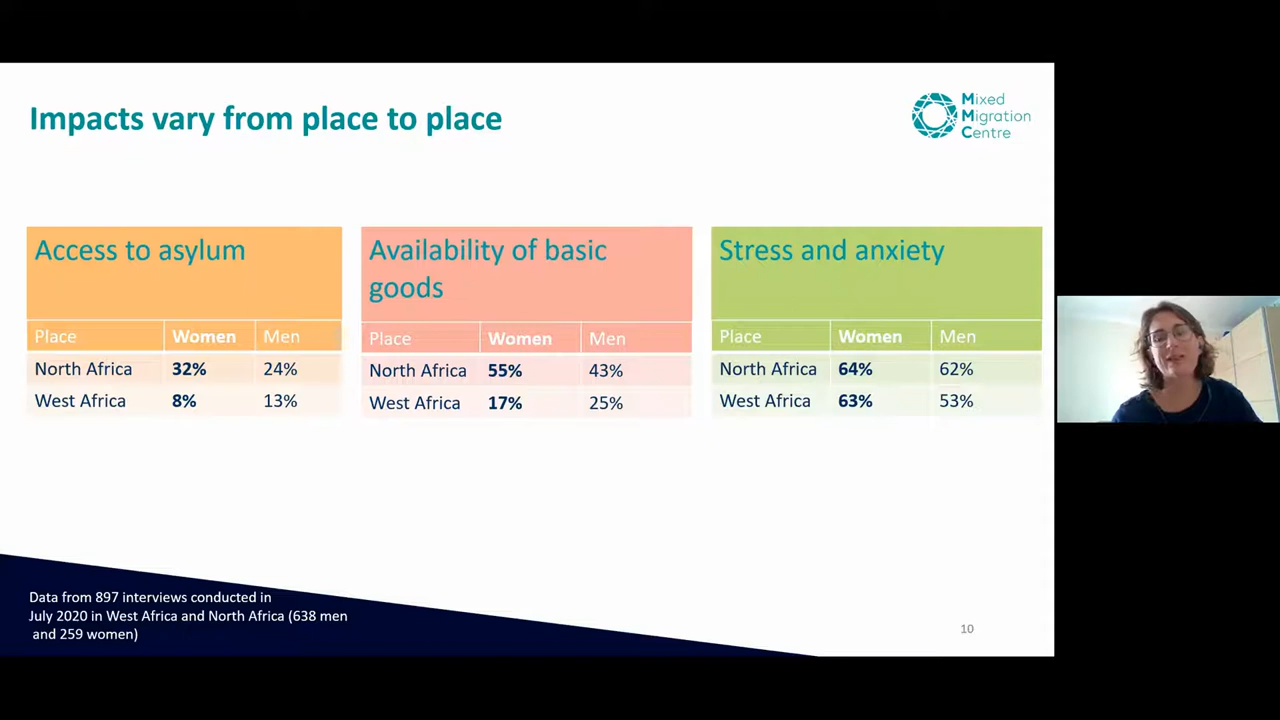 Impacts vary from place to place
Mixed
Migration
Centre
Access to asylum
Place Women Men
North Africa 32% 24%
West Africa 8% 13%
Availability of basic
goods
Place Women Men
North Africa 55% 43%
West Africa 17% 25%
Stress and anxiety
Place Women Men
North Africa 64% 62%
West Africa 63% 53%
Data from 897 interviews conducted in
July 2020 in West Africa and North Africa (638 men
and 259 women)
10